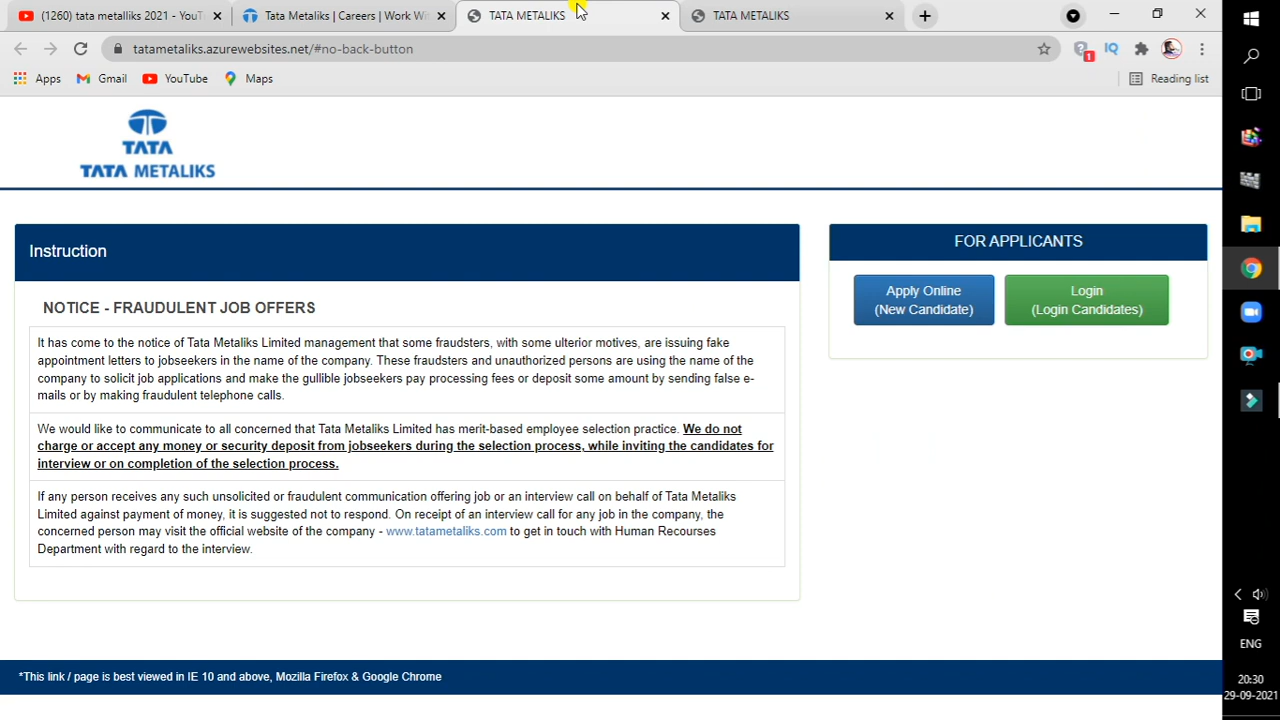 (1260) tata metalliks 2021 - YouT
Tata Metaliks | Careers | Work Wi
TATA METALIKS
TATA METALIKS
tatametaliks.azurewebsites.net/#no-back-button
1
IQ
Apps
Gmail
YouTube
Maps
Reading list
TATA
TATA METALIKS
Instruction
FOR APPLICANTS
Apply Online
(New Candidate)
Login
(Login Candidates)
NOTICE - FRAUDULENT JOB OFFERS
It has come to the notice of Tata Metaliks Limited management that some fraudsters, with some ulterior motives, are issuing fake
appointment letters to jobseekers in the name of the company. These fraudsters and unauthorized persons are using the name of the
company to solicit job applications and make the gullible jobseekers pay processing fees or deposit some amount by sending false e-
mails or by making fraudulent telephone calls.
We would like to communicate to all concerned that Tata Metaliks Limited has merit-based employee selection practice. We do not
charge or accept any money or security deposit from jobseekers during the selection process, while inviting the candidates for
interview or on completion of the selection process.
If any person receives any such unsolicited or fraudulent communication offering job or an interview call on behalf of Tata Metaliks
Limited against payment of money, it is suggested not to respond. On receipt of an interview call for any job in the company, the
concerned person may visit the official website of the company - www.tatametaliks.com to get in touch with Human Recourses
Department with regard to the interview.
*This link / page is best viewed in IE 10 and above, Mozilla Firefox & Google Chrome
ENG
20:30
29-09-2021